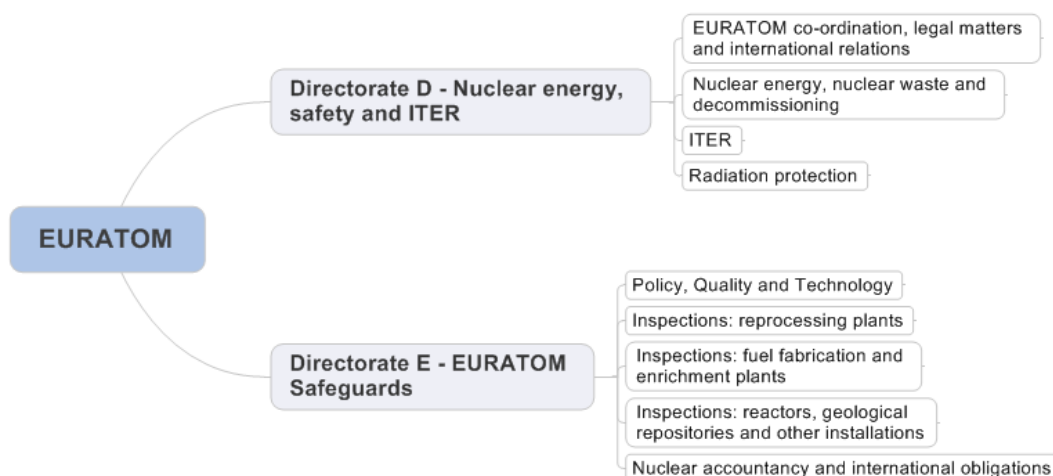 EURATOM
Directorate D - Nuclear energy,
safety and ITER
EURATOM co-ordination, legal matters
and international relations
Nuclear energy, nuclear waste and
decommissioning
ITER
Radiation protection
Directorate E - EURATOM
Safeguards
Policy, Quality and Technology
Inspections: reprocessing plants
Inspections: fuel fabrication and
enrichment plants
Inspections: reactors, geological
repositories and other installations
Nuclear accountancy and international obligations